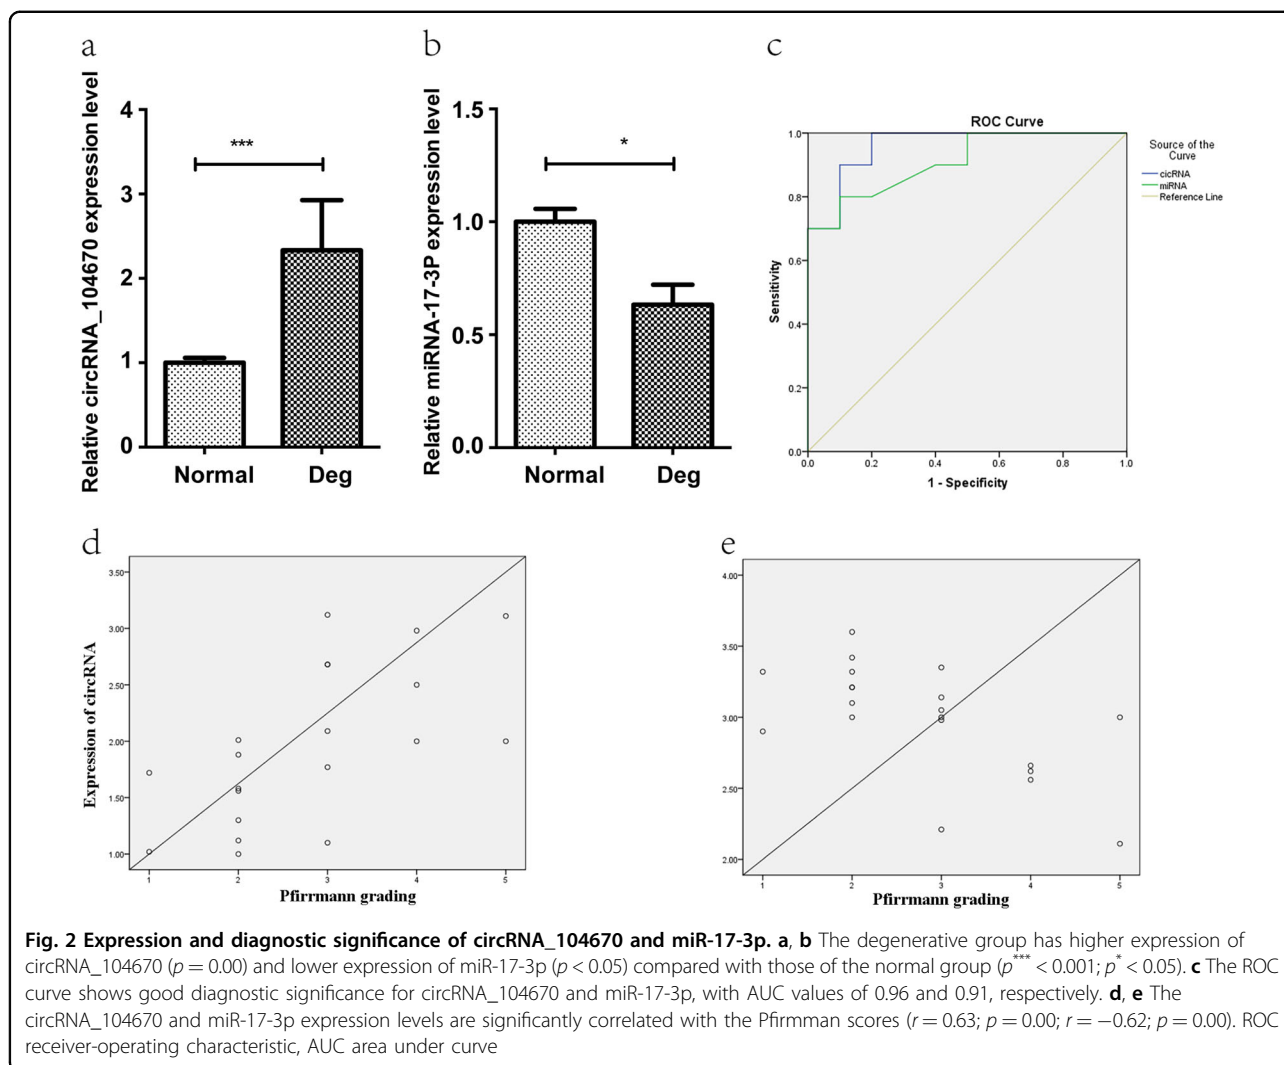 a
Relative circRNA_104670 expression level
4
3
2
1
0
***
Normal Deg
b
Relative miRNA-17-3P expression level
1.5
1.0
0.5
0.0
*
Normal Deg
c
ROC Curve
Sensitivity
1.0
0.8
0.6
0.4
0.2
0.0
0.0 0.2 0.4 0.6 0.8 1.0
1 - Specificity
Source of the
Curve
cicRNA
miRNA
Reference Line
d
Expression of circRNA
3.50
3.00
2.50
2.00
1.50
1.00
1 2 3 4 5
Pfirrmann grading
e
4.00
3.50
3.00
2.50
2.00
1 2 3 4 5
Pfirrmann grading
Fig. 2 Expression and diagnostic significance of circRNA_104670 and miR-17-3p. a, b The degenerative group has higher expression of
circRNA_104670 (p = 0.00) and lower expression of miR-17-3p (p < 0.05) compared with those of the normal group (p*** < 0.001; p* < 0.05). c The ROC
curve shows good diagnostic significance for circRNA_104670 and miR-17-3p, with AUC values of 0.96 and 0.91, respectively. d, e The
circRNA_104670 and miR-17-3p expression levels are significantly correlated with the Pfirmman scores (r = 0.63; p = 0.00; r = −0.62; p = 0.00). ROC
receiver-operating characteristic, AUC area under curve